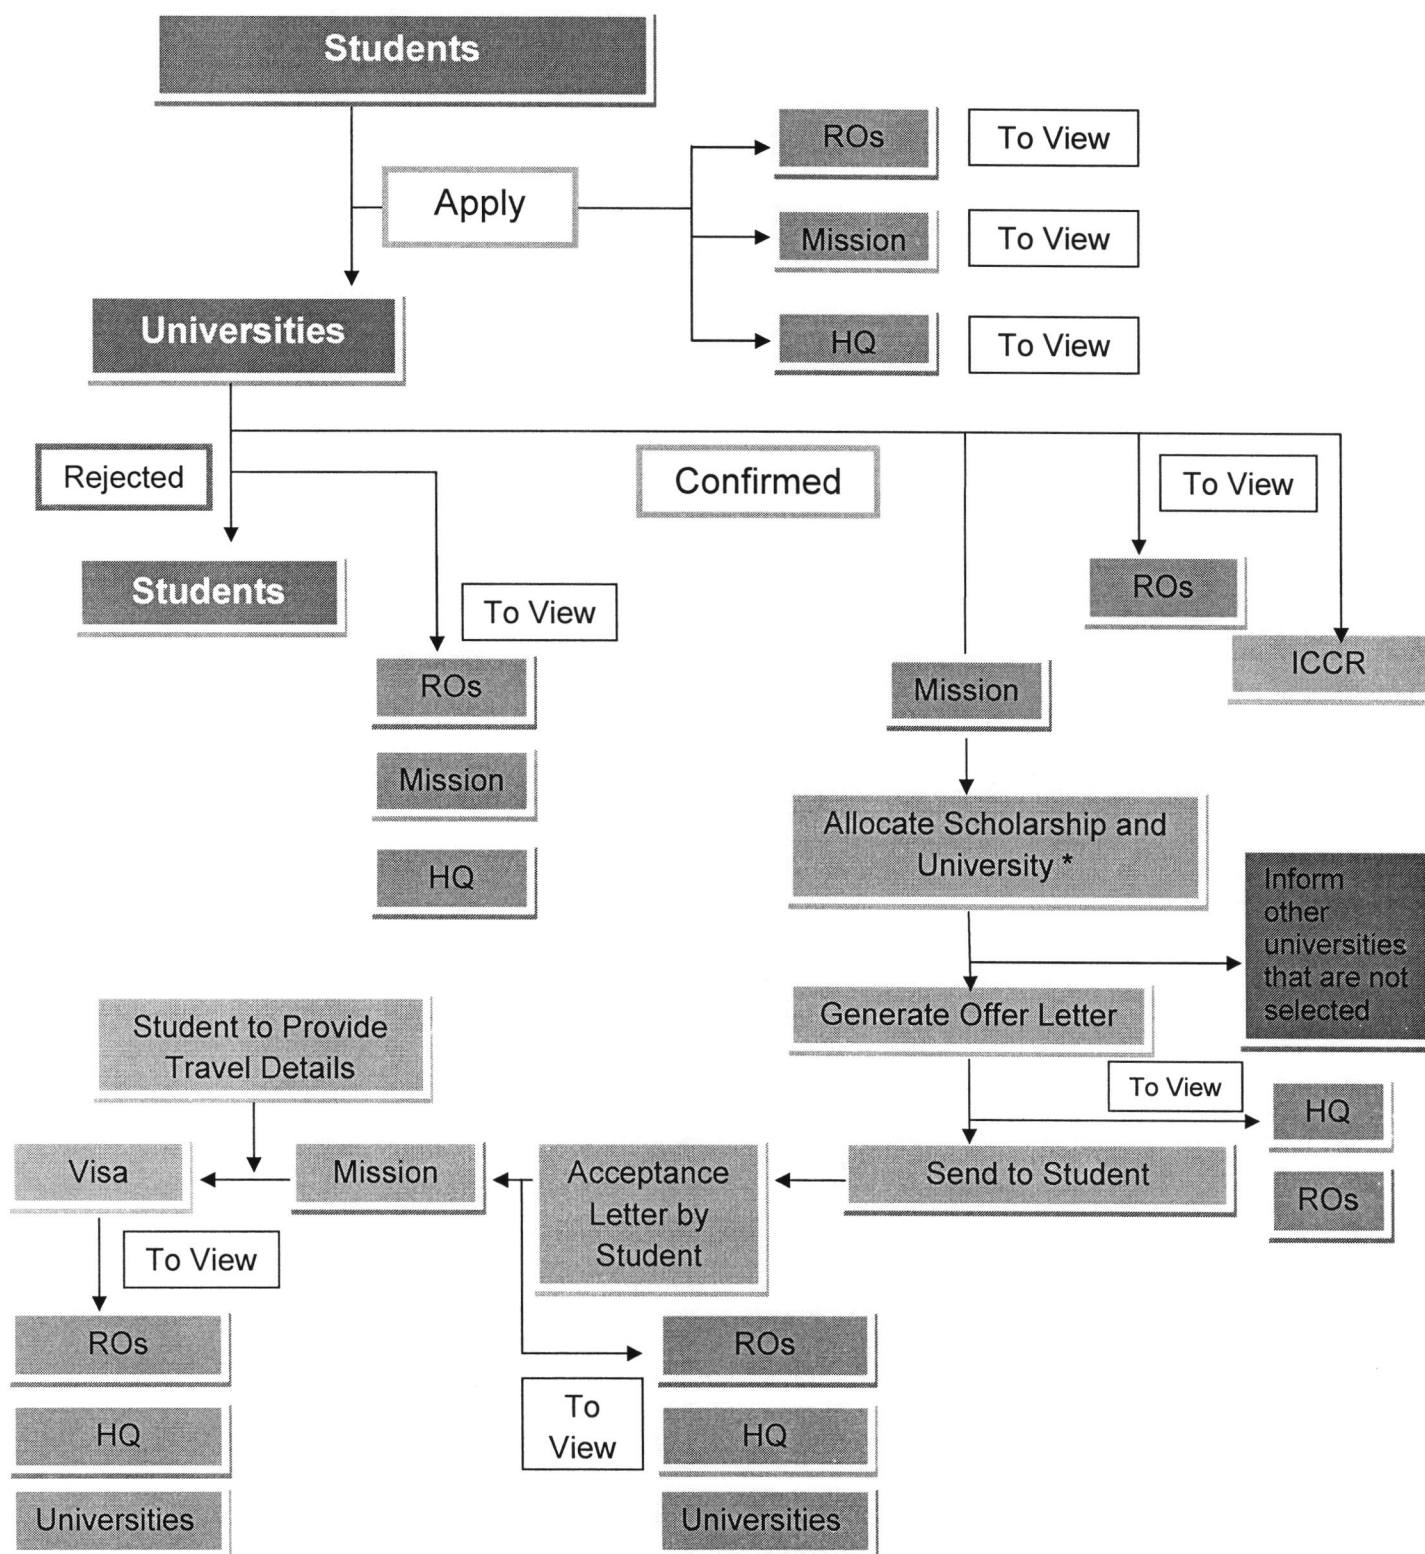 Students
ROs
To View
Apply
Mission
To View
Universities
HQ
To View
Rejected
Confirmed
To View
Students
To View
ROs
ICCR
ROs
Mission
Mission
HQ
Allocate Scholarship and
University *
Inform
other
universities
that are not
selected
Generate Offer Letter
Student to Provide
Travel Details
To View
HQ
Visa
Mission
Acceptance
Letter by
Student
Send to Student
ROs
To View
ROs
ROs
To
View
HQ
HQ
Universities
Universities